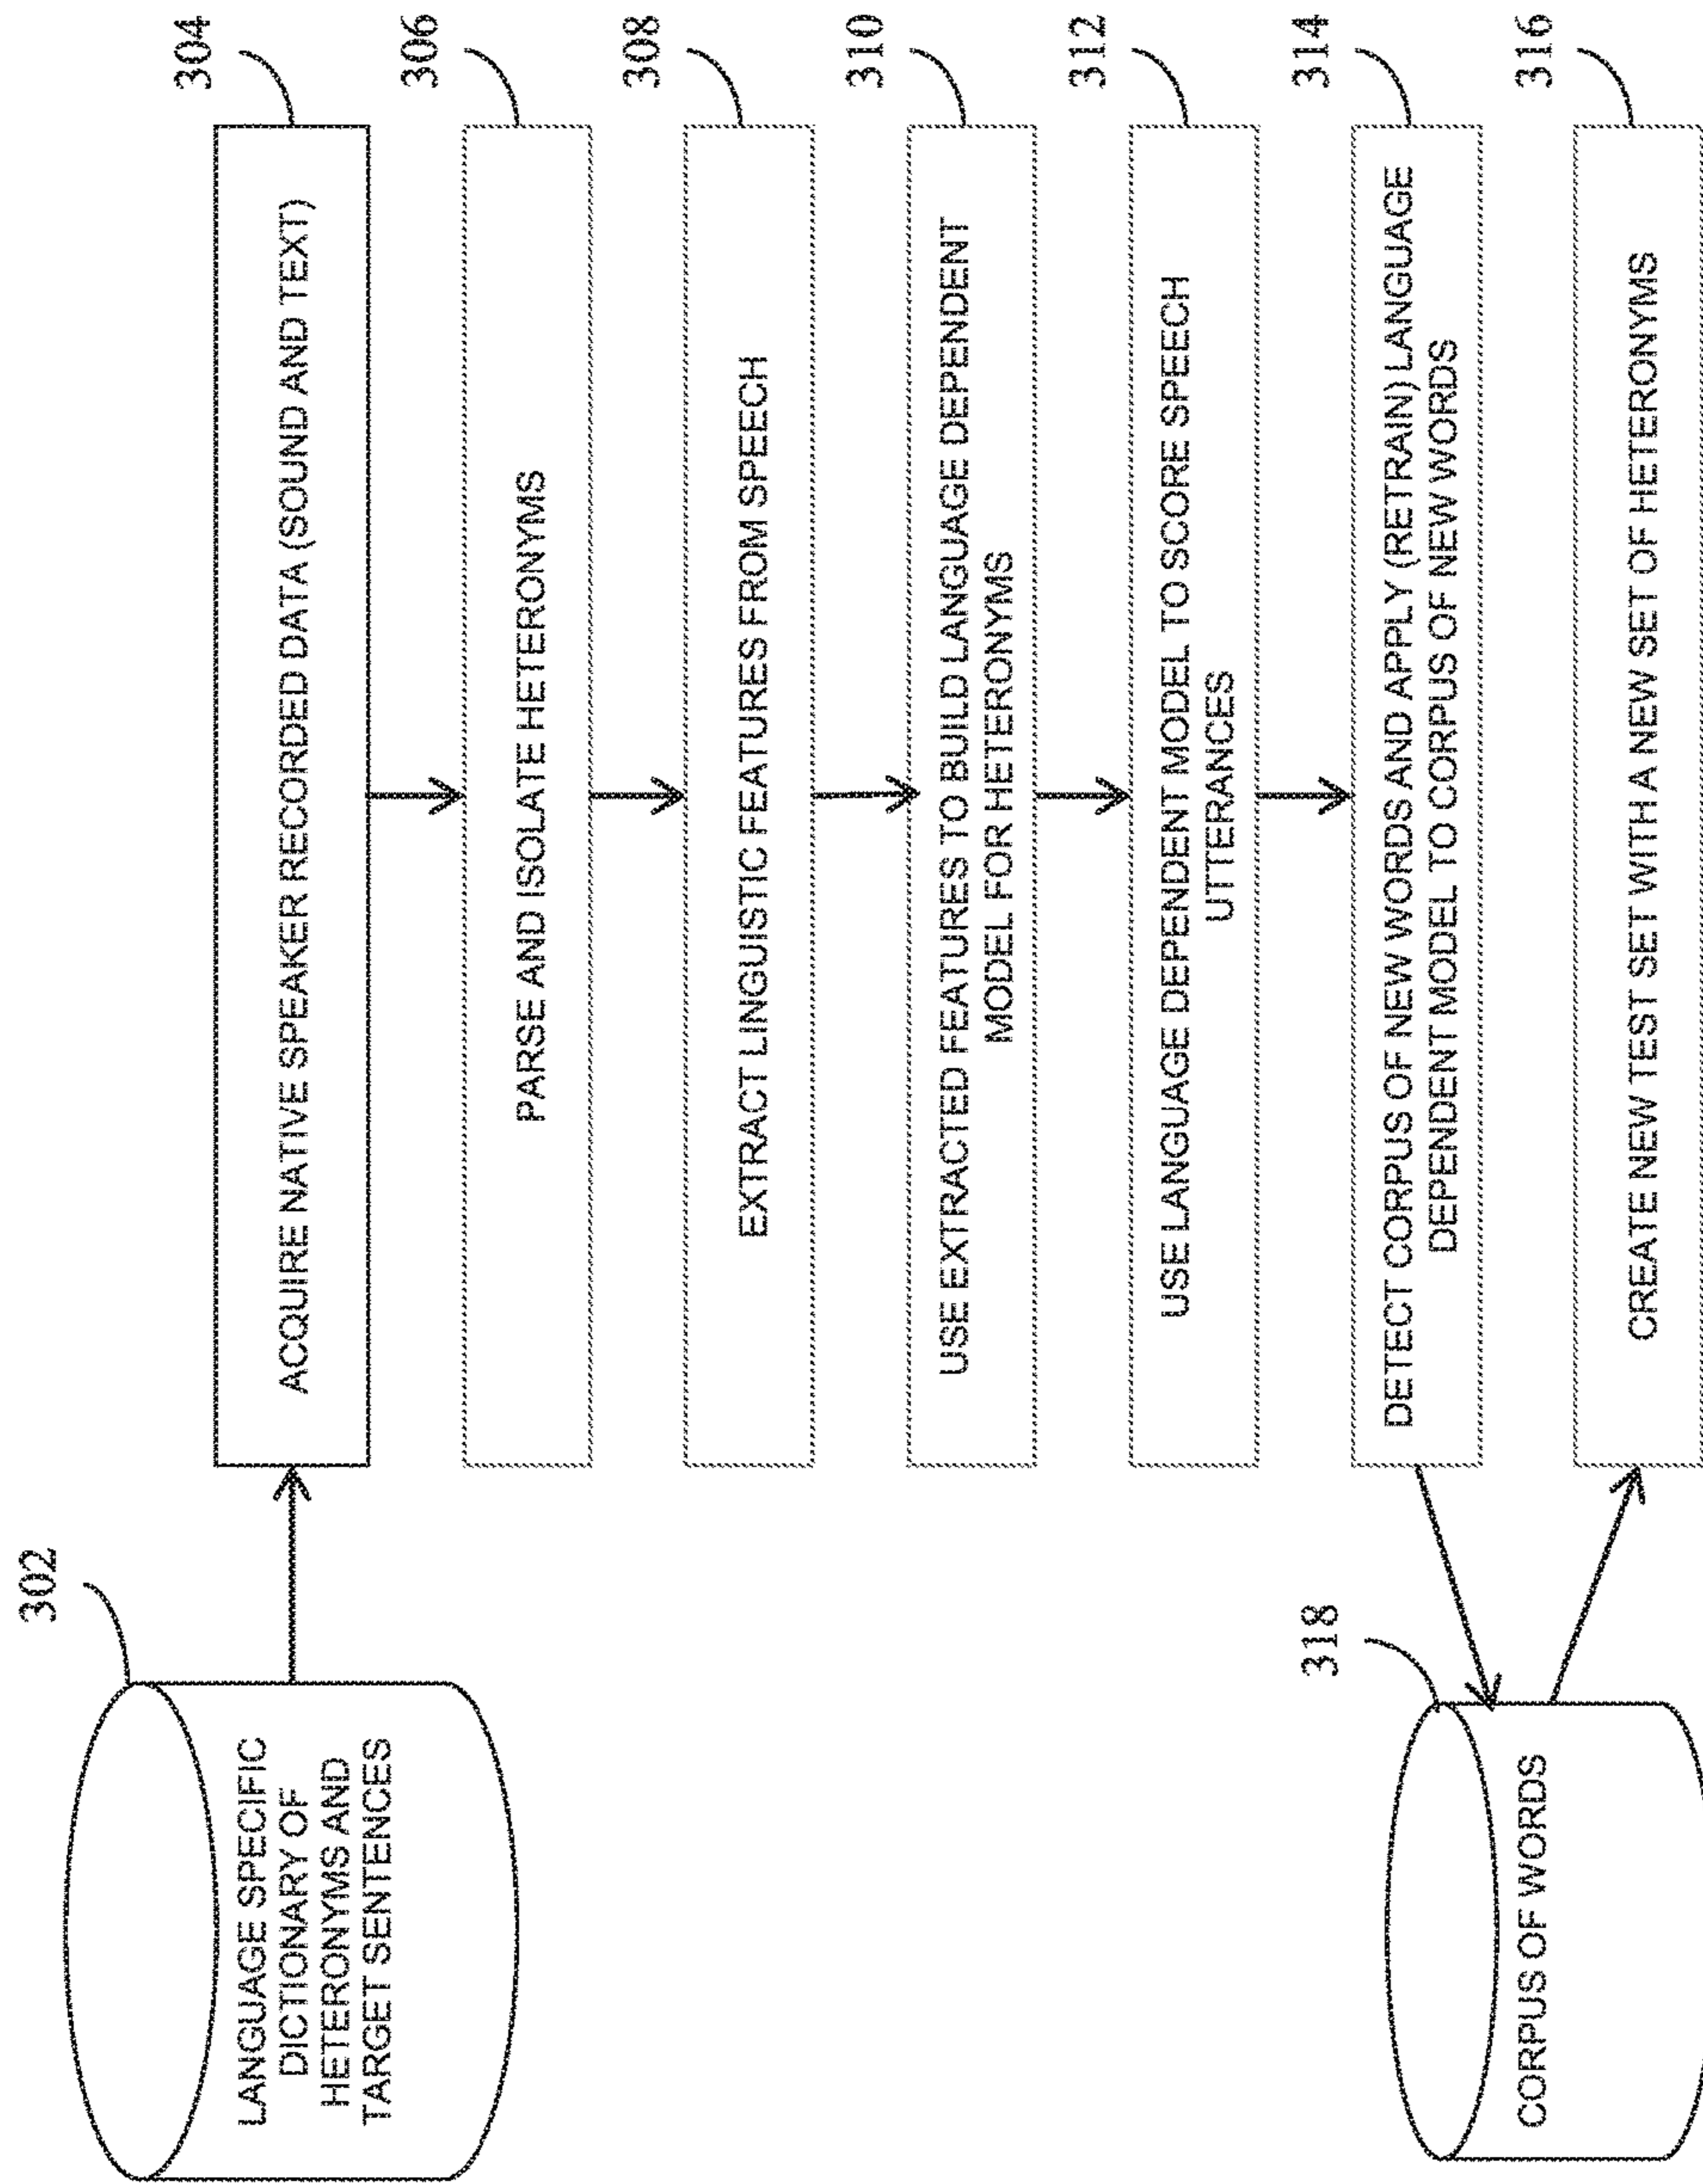 302
LANGUAGE SPECIFIC
DICTIONARY OF
HETERONYMS AND
TARGET SENTENCES
304
ACQUIRE NATIVE SPEAKER RECORDED DATA (SOUND AND TEXT)
306
PARSE AND ISOLATE HETERONYMS
308
EXTRACT LINGUISTIC FEATURES FROM SPEECH
310
USE EXTRACTED FEATURES TO BUILD LANGUAGE DEPENDENT
MODEL FOR HETERONYMS
312
USE LANGUAGE DEPENDENT MODEL TO SCORE SPEECH
UTTERANCES
314
DETECT CORPUS OF NEW WORDS AND APPLY (RETRAIN) LANGUAGE
DEPENDENT MODEL TO CORPUS OF NEW WORDS
318
CORPUS OF WORDS
316
CREATE NEW TEST SET WITH A NEW SET OF HETERONYMS